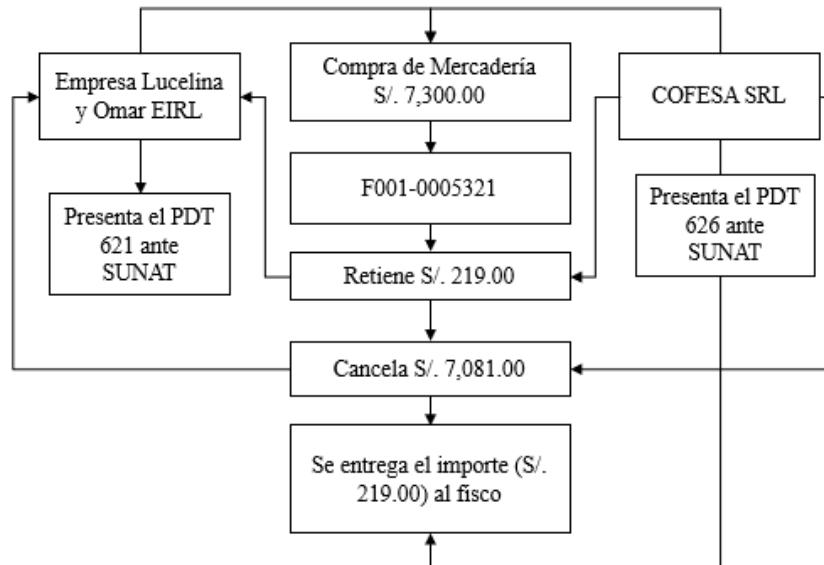 Empresa Lucelina
y Omar EIRL
Compra de Mercadería
S/. 7,300.00
COFESA SRL
F001-0005321
Presenta el PDT
621 ante
SUNAT
Presenta el PDT
626 ante
SUNAT
Retiene S/. 219.00
Cancela S/. 7,081.00
Se entrega el importe (S/.
219.00) al fisco